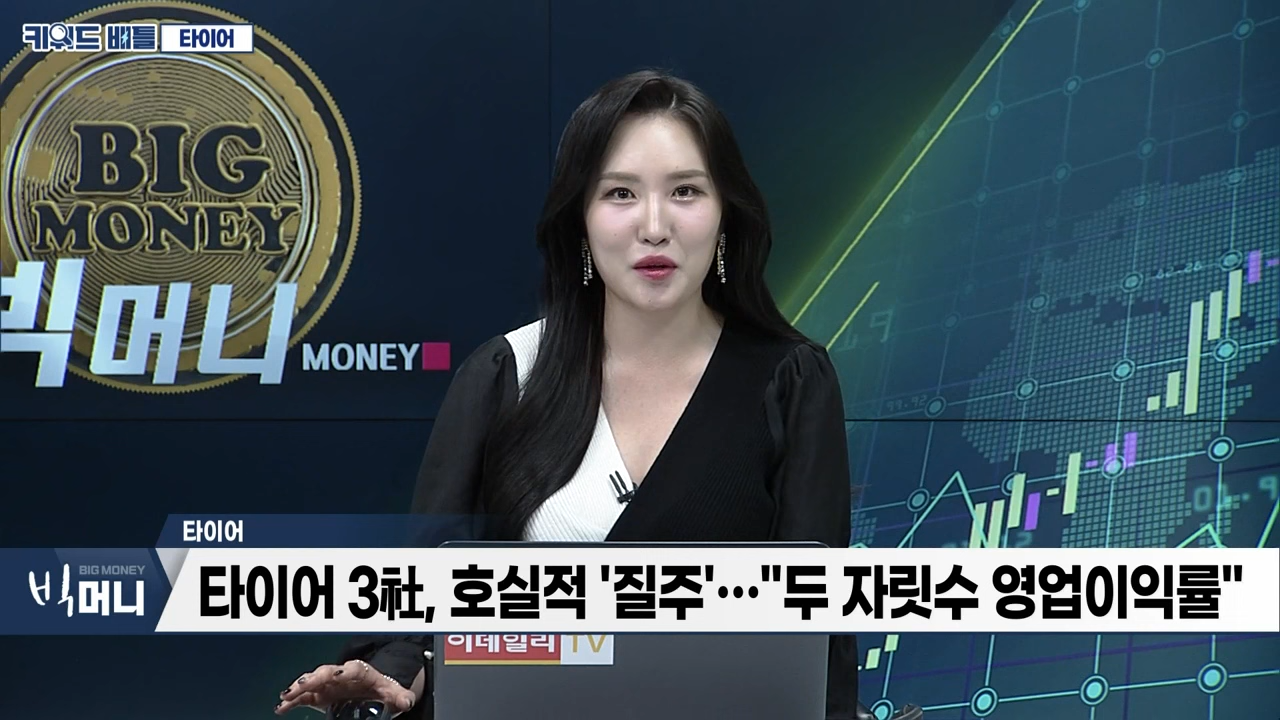 키워드 배틀 타이어
BIG
MONEY
빅머니
MONEY
타이어
BIG MONEY
빅머니
타이어 3社, 호실적 '질주'…"두 자릿수 영업이익률"
이데일리 TV